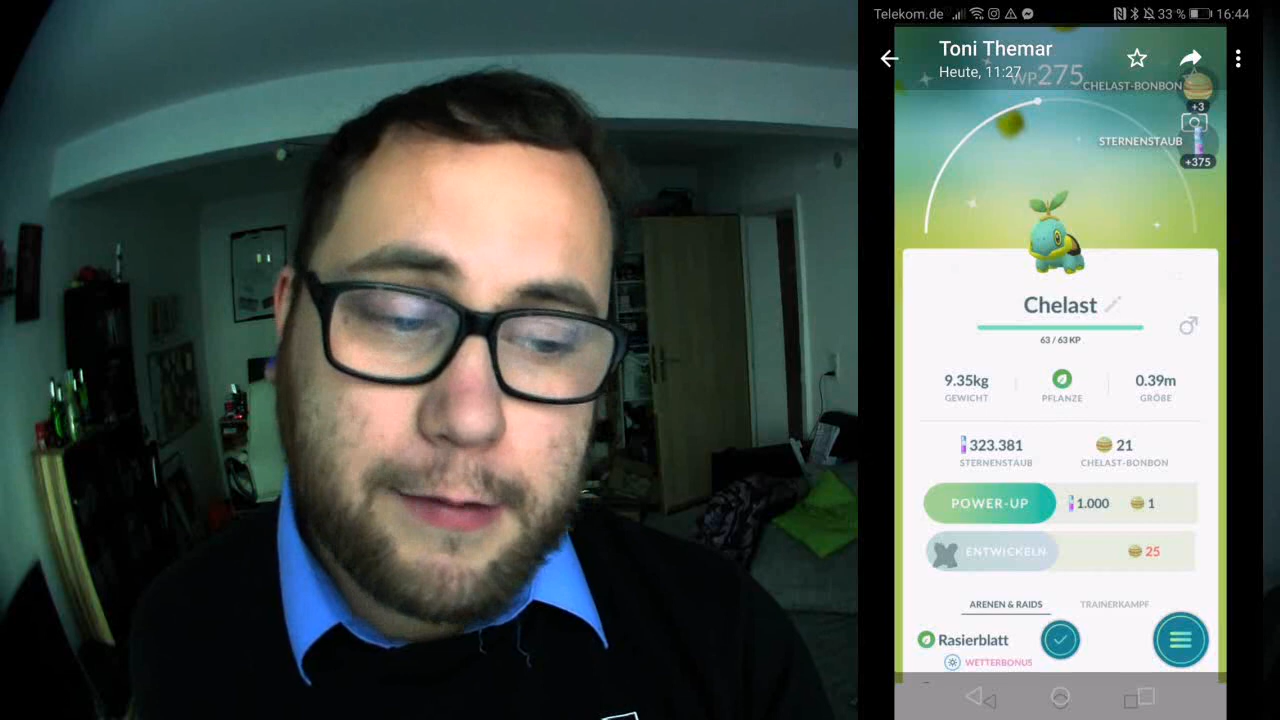 Telekom.de 33 % 16:44
Toni Themar
Heute, 11:27
WP275
CHELAST-BONBON
+3
STERNENSTAUB
+375
Chelast
63 / 63 KP
9.35kg
GEWICHT
PFLANZE
0.39m
GRÖßE
323.381
STERNENSTAUB
21
CHELAST-BONBON
POWER-UP 1.000 1
ENTWICKELN 25
ARENEN & RAIDS TRAINERKAMPF
Rasierblatt
WETTERBONUS